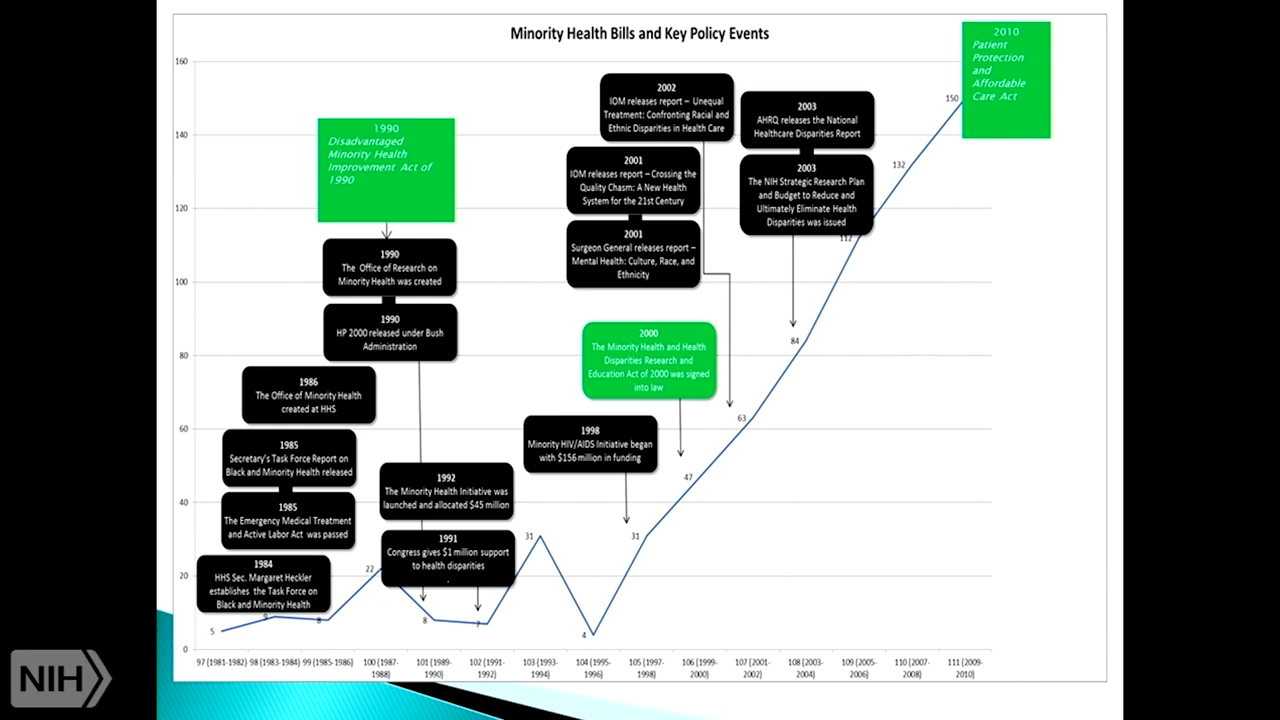 Minority Health Bills and Key Policy Events
160
140
120
100
80
60
40
20
0
2010
Patient
Protection
and
Affordable
Care Act
1990
Disadvantaged
Minority Health
Improvement Act of
1990
1990
The Office of Research on
Minority Health was created
1990
HP 2000 released under Bush
Administration
1986
The Office of Minority Health
created at HHS
1985
Secretary's Task Force Report on
Black and Minority Health released
1985
The Emergency Medical Treatment
and Active Labor Act was passed
1984
HHS Sec. Margaret Heckler
establishes the Task Force on
Black and Minority Health
1992
The Minority Health Initiative was
launched and allocated $45 million
1991
Congress gives $1 million support
to health disparities
.
2002
IOM releases report – Unequal
Treatment: Confronting Racial and
Ethnic Disparities in Health Care
2001
IOM releases report – Crossing the
Quality Chasm: A New Health
System for the 21st Century
2001
Surgeon General releases report –
Mental Health: Culture, Race, and
Ethnicity
2000
The Minority Health and Health
Disparities Research and
Education Act of 2000 was signed
into law
1998
Minority HIV/AIDS Initiative began
with $156 million in funding
2003
AHRQ releases the National
Healthcare Disparities Report
2003
The NIH Strategic Research Plan
and Budget to Reduce and
Ultimately Eliminate Health
Disparities was issued
5
9
8
22
8
7
31
4
31
47
63
84
112
132
150
97 (1981-1982)
98 (1983-1984)
99 (1985-1986)
100 (1987-
1988)
101 (1989-
1990)
102 (1991-
1992)
103 (1993-
1994)
104 (1995-
1996)
105 (1997-
1998)
106 (1999-
2000)
107 (2001-
2002)
108 (2003-
2004)
109 (2005-
2006)
110 (2007-
2008)
111 (2009-
2010)
NIH